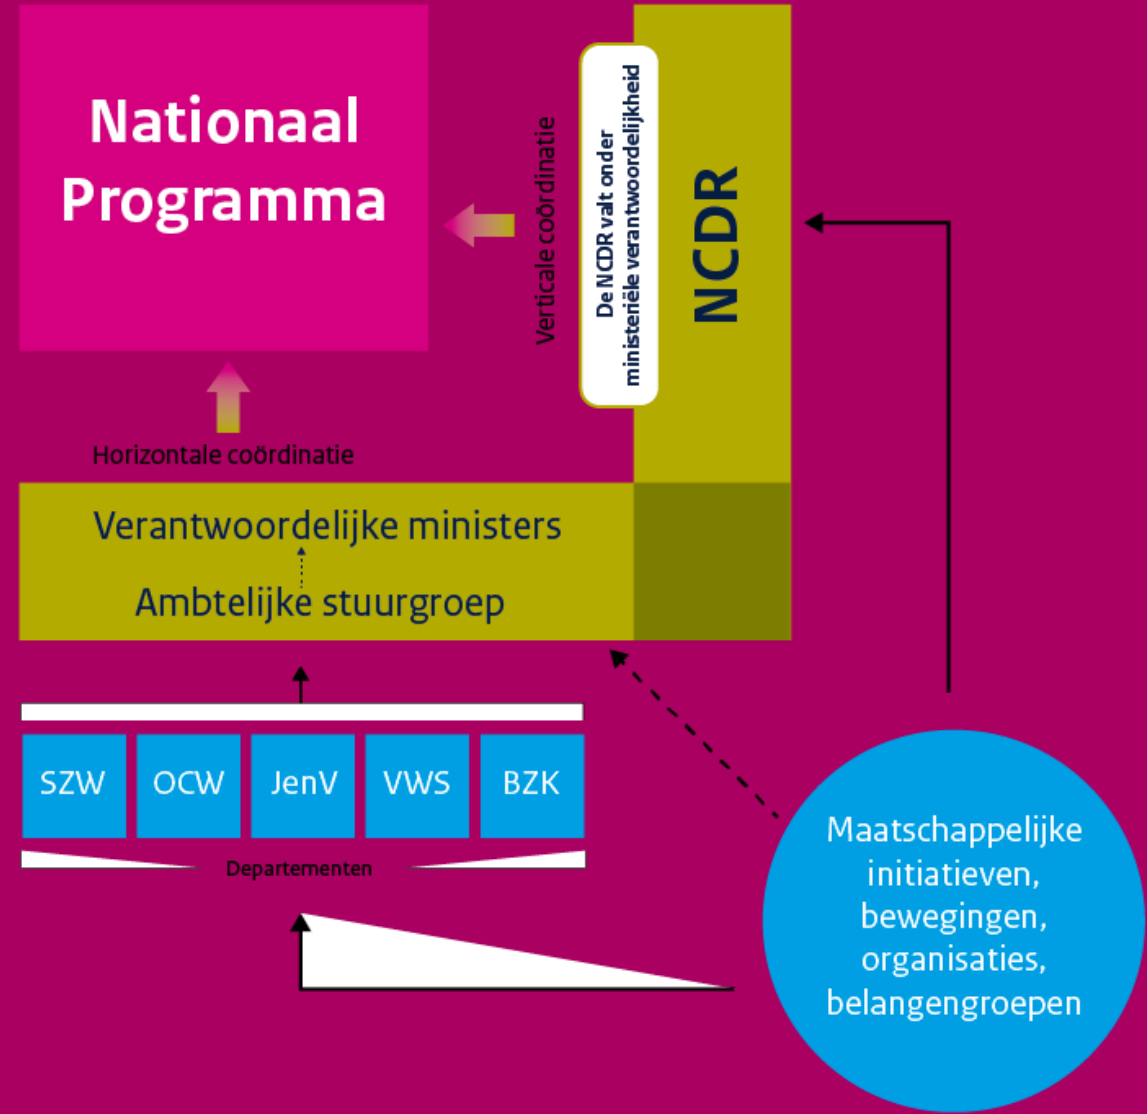 Nationaal
Programma
Verticale coördinatie
De NCDR valt onder
ministeriële verantwoordelijkheid
NCDR
Horizontale coördinatie
Verantwoordelijke ministers
Ambtelijke stuurgroep
SZW
OCW
JenV
VWS
BZK
Departementen
Maatschappelijke
initiatieven,
bewegingen,
organisaties,
belangengroepen